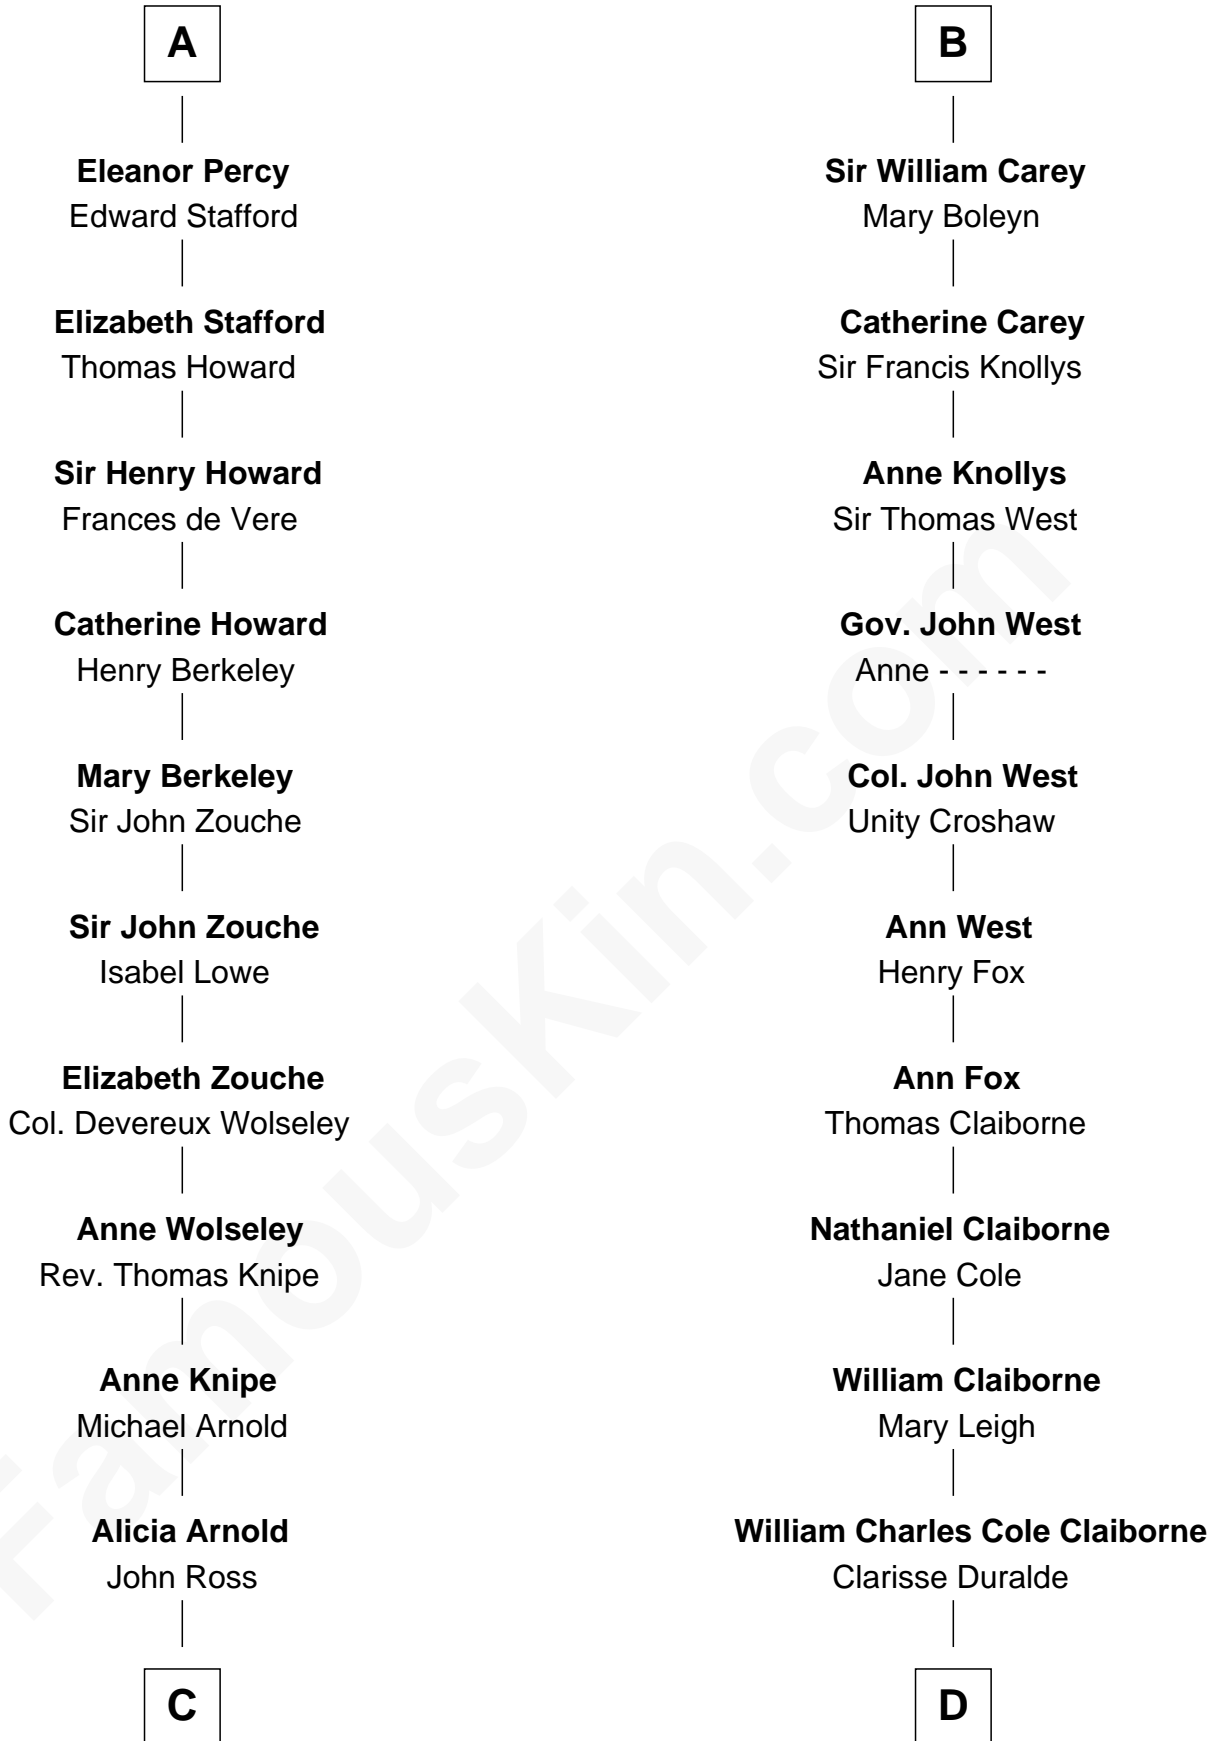 A
Eleanor Percy
Edward Stafford
Elizabeth Stafford
Thomas Howard
Sir Henry Howard
Frances de Vere
Catherine Howard
Henry Berkeley
Mary Berkeley
Sir John Zouche
Sir John Zouche
Isabel Lowe
Elizabeth Zouche
Col. Devereux Wolseley
Anne Wolseley
Rev. Thomas Knipe
Anne Knipe
Michael Arnold
Alicia Arnold
John Ross
C
B
Sir William Carey
Mary Boleyn
Catherine Carey
Sir Francis Knollys
Anne Knollys
Sir Thomas West
Gov. John West
Anne - - - - - -
Col. John West
Unity Croshaw
Ann West
Henry Fox
Ann Fox
Thomas Claiborne
Nathaniel Claiborne
Jane Cole
William Claiborne
Mary Leigh
William Charles Cole Claiborne
Clarisse Duralde
D
FamousKin.com